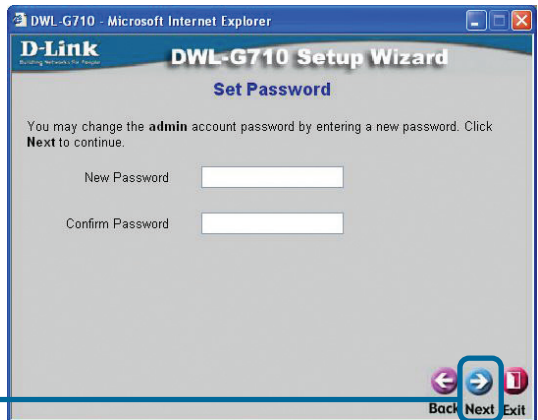 DWL-G710 - Microsoft Internet Explorer
D-Link
Building Networks for People
DWL-G710 Setup Wizard
Set Password
You may change the admin account password by entering a new password. Click
Next to continue.
New Password
Confirm Password
Back Next Exit